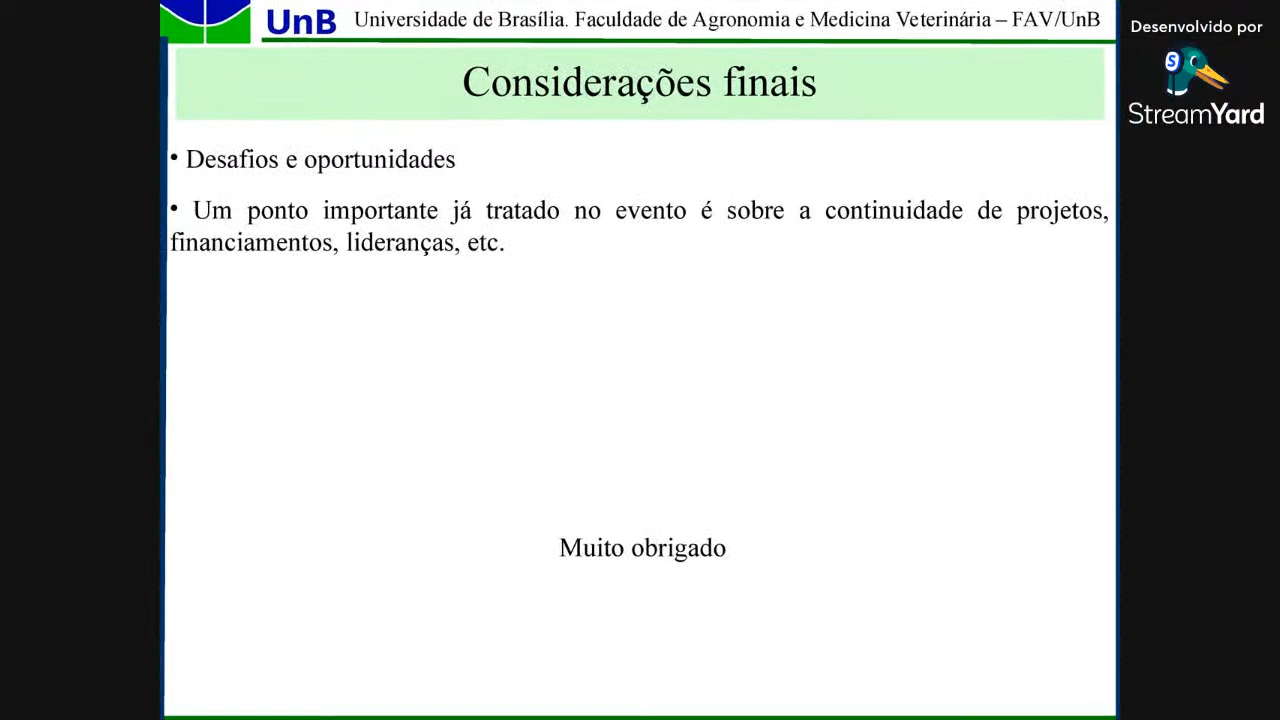 UnB Universidade de Brasília. Faculdade de Agronomia e Medicina Veterinária – FAV/UnB
Desenvolvido por
StreamYard
Considerações finais
• Desafios e oportunidades
• Um ponto importante já tratado no evento é sobre a continuidade de projetos,
financiamentos, lideranças, etc.
Muito obrigado